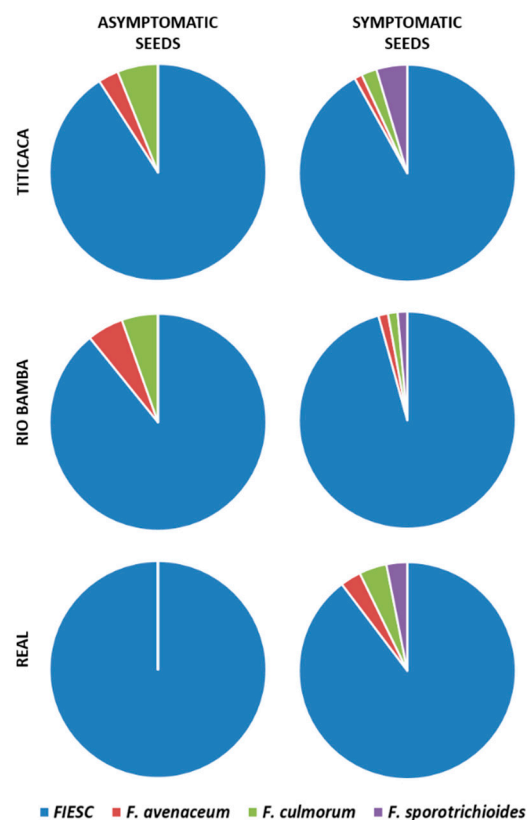 ASYMPTOMATIC
SEEDS
SYMPTOMATIC
SEEDS
TITICACA
RIO BAMBA
REAL
FIESC F. avenaceum F. culmorum F. sporotrichioides